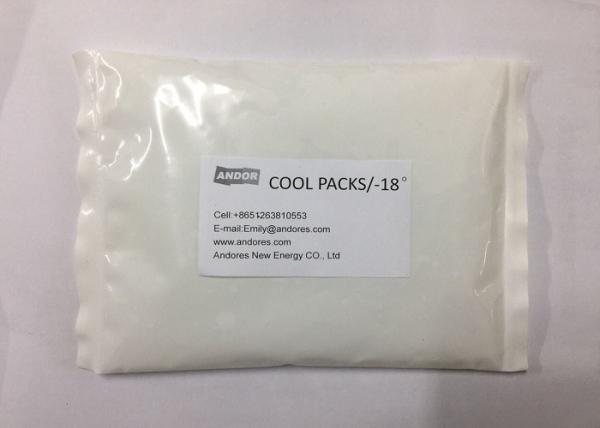 ANDOR COOL PACKS/-18°
Cell:+8651263810553
E-mail:Emily@andores.com
www.andores.com
Andores New Energy CO., Ltd